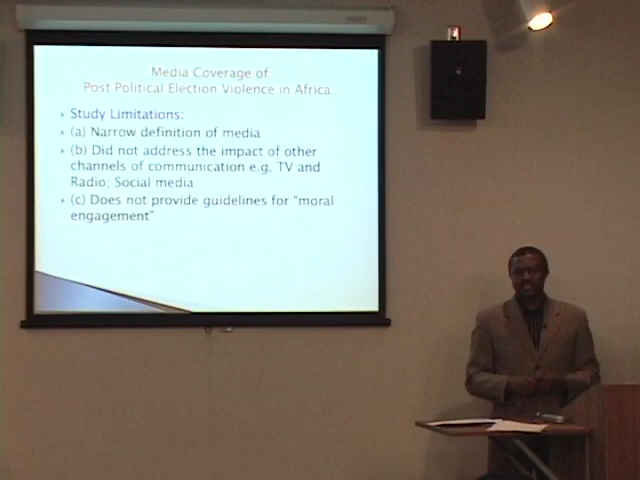 Media Coverage of
Post Political Election Violence in Africa:
Study Limitations:
(a) Narrow definition of media
(b) Did not address the impact of other
channels of communication e.g. TV and
Radio; Social media
(c) Does not provide guidelines for "moral
engagement"